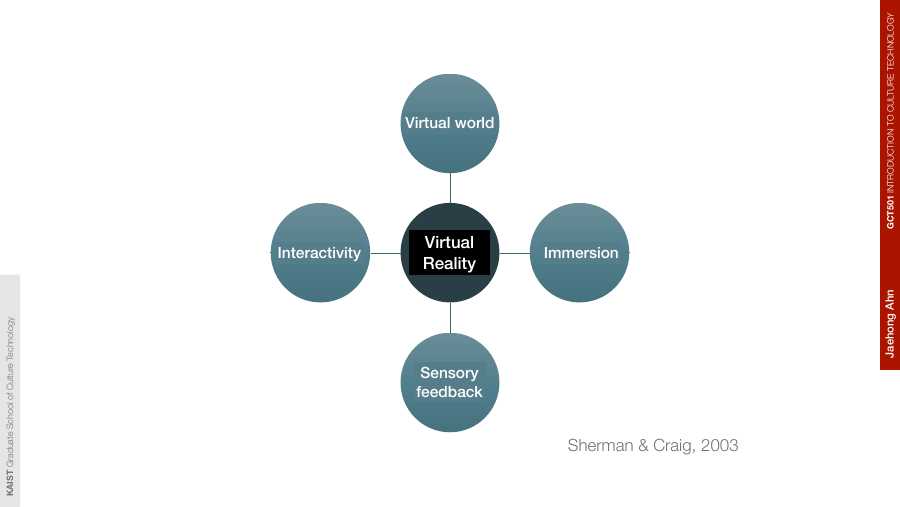 Virtual world
Interactivity
Virtual
Reality
Immersion
Sensory
feedback
Sherman & Craig, 2003
KAIST Graduate School of Culture Technology
GCT501 INTRODUCTION TO CULTURE TECHNOLOGY
Jaehong Ahn